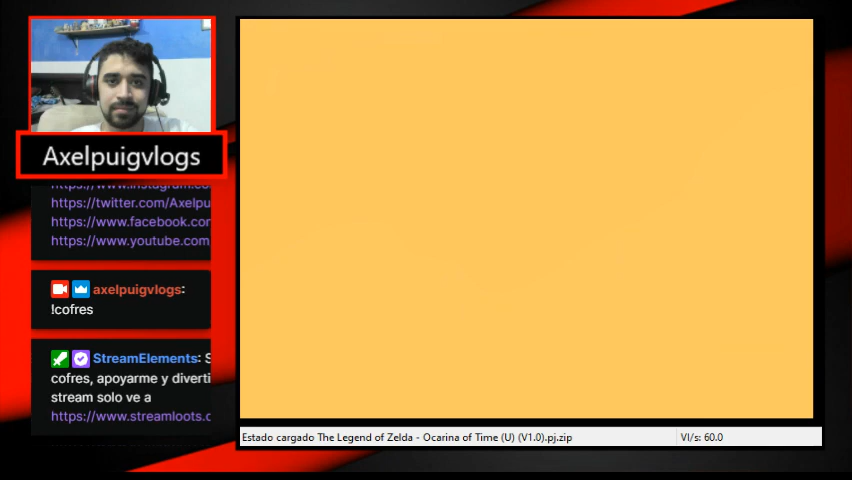 Axelpuigvlogs
https://www.instagram.co
https://twitter.com/Axelpu
https://www.facebook.com
https://www.youtube.com
axelpuigvlogs:
!cofres
StreamElements: S
cofres, apoyarme y diverti
stream solo ve a
https://www.streamloots.c
Estado cargado The Legend of Zelda - Ocarina of Time (U) (V1.0).pj.zip
VI/s: 60.0